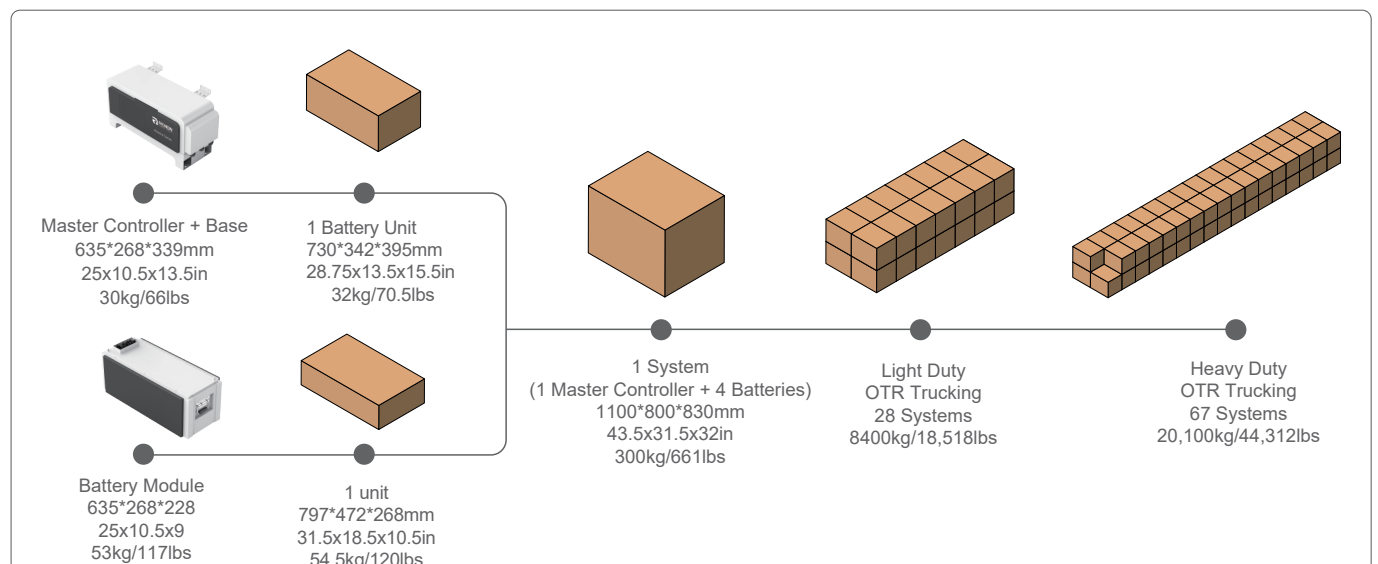 Master Controller + Base
635*268*339mm
25x10.5x13.5in
30kg/66lbs
1 Battery Unit
730*342*395mm
28.75x13.5x15.5in
32kg/70.5lbs
Battery Module
635*268*228
25x10.5x9
53kg/117lbs
1 unit
797*472*268mm
31.5x18.5x10.5in
54.5kg/120lbs
1 System
(1 Master Controller + 4 Batteries)
1100*800*830mm
43.5x31.5x32in
300kg/661lbs
Light Duty
OTR Trucking
28 Systems
8400kg/18,518lbs
Heavy Duty
OTR Trucking
67 Systems
20,100kg/44,312lbs